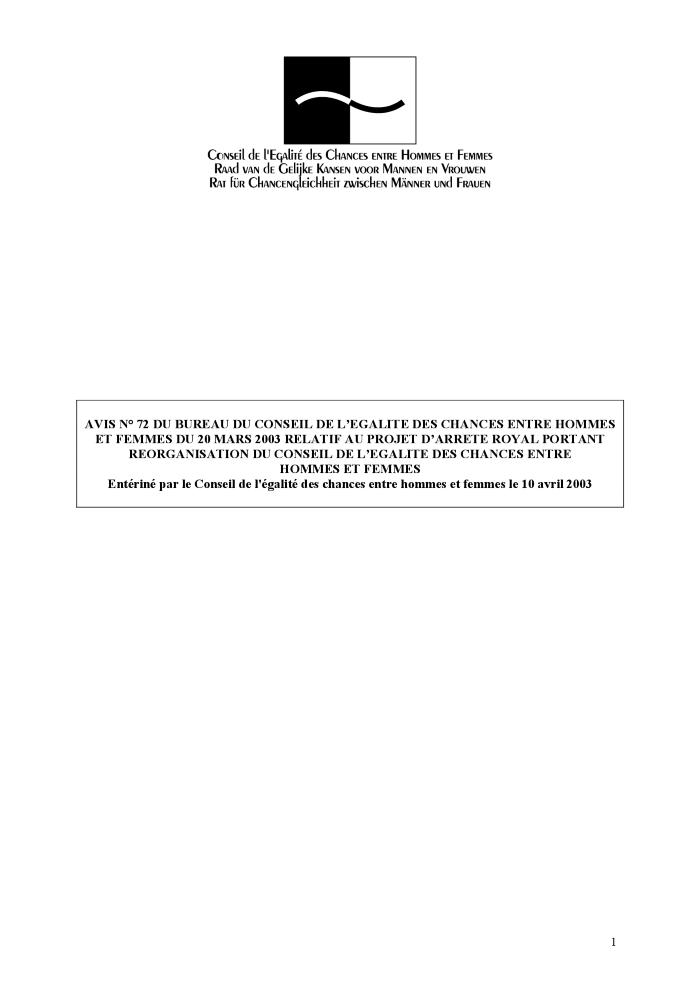 Conseil de l'Egalité des Chances entre Hommes et Femmes
Raad van de Gelijke Kansen voor Mannen en Vrouwen
Rat für Chancengleichheit zwischen Männer und Frauen
AVIS N° 72 DU BUREAU DU CONSEIL DE L’EGALITE DES CHANCES ENTRE HOMMES
ET FEMMES DU 20 MARS 2003 RELATIF AU PROJET D’ARRETE ROYAL PORTANT
REORGANISATION DU CONSEIL DE L’EGALITE DES CHANCES ENTRE
HOMMES ET FEMMES
Entériné par le Conseil de l'égalité des chances entre hommes et femmes le 10 avril 2003
1